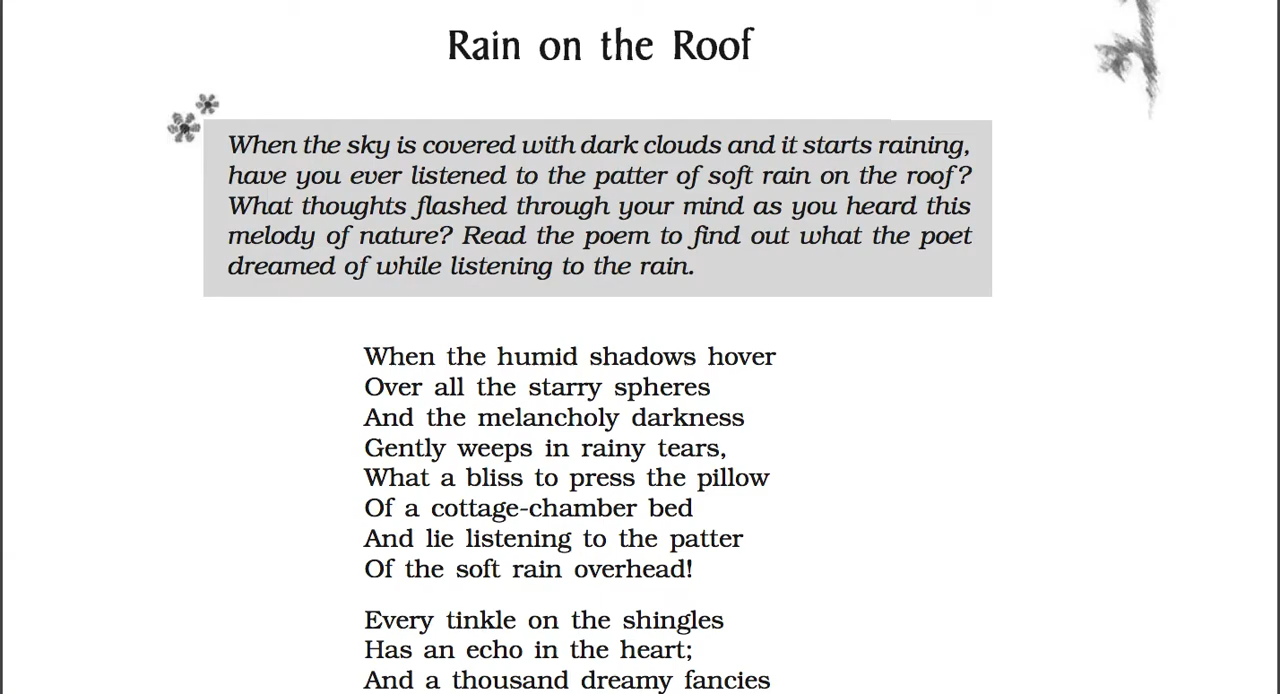 Rain on the Roof
When the sky is covered with dark clouds and it starts raining,
have you ever listened to the patter of soft rain on the roof?
What thoughts flashed through your mind as you heard this
melody of nature? Read the poem to find out what the poet
dreamed of while listening to the rain.
When the humid shadows hover
Over all the starry spheres
And the melancholy darkness
Gently weeps in rainy tears,
What a bliss to press the pillow
Of a cottage-chamber bed
And lie listening to the patter
Of the soft rain overhead!
Every tinkle on the shingles
Has an echo in the heart;
And a thousand dreamy fancies